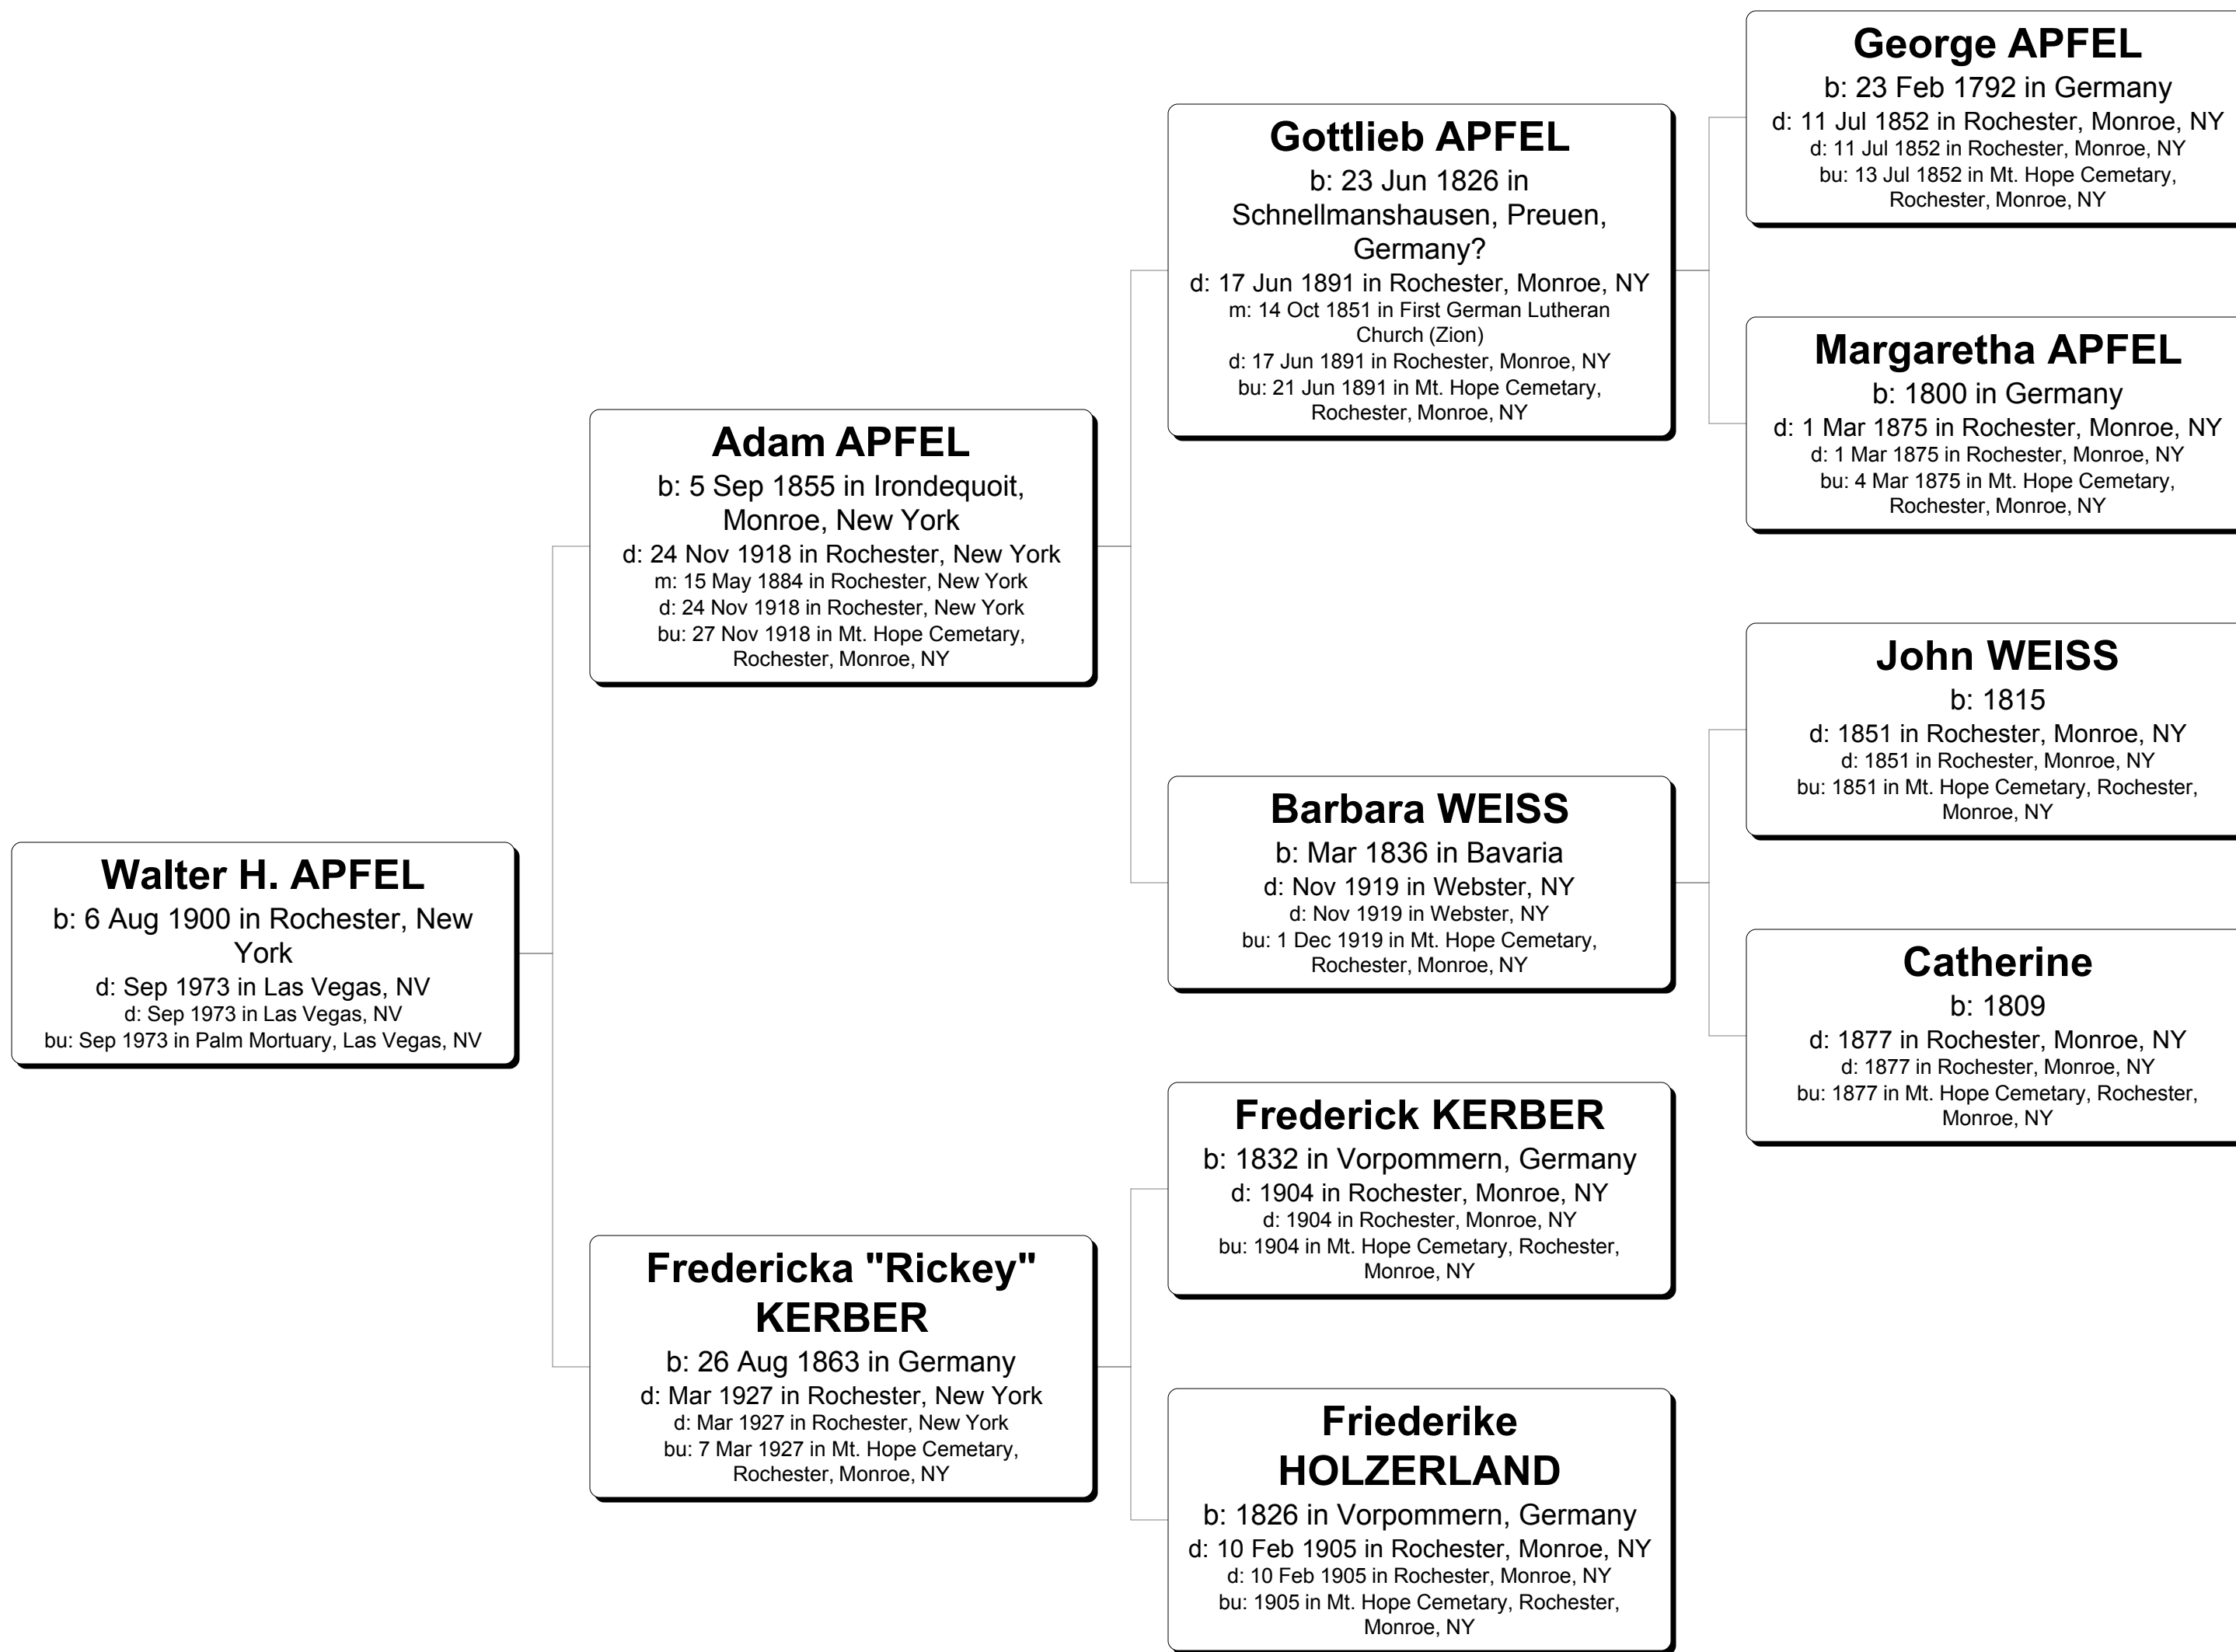 George APFEL
b: 23 Feb 1792 in Germany
d: 11 Jul 1852 in Rochester, Monroe, NY
d: 11 Jul 1852 in Rochester, Monroe, NY
bu: 13 Jul 1852 in Mt. Hope Cemetary,
Rochester, Monroe, NY
Gottlieb APFEL
b: 23 Jun 1826 in
Schnellmanshausen, Preuen,
Germany?
d: 17 Jun 1891 in Rochester, Monroe, NY
m: 14 Oct 1851 in First German Lutheran
Church (Zion)
d: 17 Jun 1891 in Rochester, Monroe, NY
bu: 21 Jun 1891 in Mt. Hope Cemetary,
Rochester, Monroe, NY
Margaretha APFEL
b: 1800 in Germany
d: 1 Mar 1875 in Rochester, Monroe, NY
d: 1 Mar 1875 in Rochester, Monroe, NY
bu: 4 Mar 1875 in Mt. Hope Cemetary,
Rochester, Monroe, NY
Adam APFEL
b: 5 Sep 1855 in Irondequoit,
Monroe, New York
d: 24 Nov 1918 in Rochester, New York
m: 15 May 1884 in Rochester, New York
d: 24 Nov 1918 in Rochester, New York
bu: 27 Nov 1918 in Mt. Hope Cemetary,
Rochester, Monroe, NY
John WEISS
b: 1815
d: 1851 in Rochester, Monroe, NY
d: 1851 in Rochester, Monroe, NY
bu: 1851 in Mt. Hope Cemetary, Rochester,
Monroe, NY
Barbara WEISS
b: Mar 1836 in Bavaria
d: Nov 1919 in Webster, NY
d: Nov 1919 in Webster, NY
bu: 1 Dec 1919 in Mt. Hope Cemetary,
Rochester, Monroe, NY
Walter H. APFEL
b: 6 Aug 1900 in Rochester, New
York
d: Sep 1973 in Las Vegas, NV
d: Sep 1973 in Las Vegas, NV
bu: Sep 1973 in Palm Mortuary, Las Vegas, NV
Catherine
b: 1809
d: 1877 in Rochester, Monroe, NY
d: 1877 in Rochester, Monroe, NY
bu: 1877 in Mt. Hope Cemetary, Rochester,
Monroe, NY
Frederick KERBER
b: 1832 in Vorpommern, Germany
d: 1904 in Rochester, Monroe, NY
d: 1904 in Rochester, Monroe, NY
bu: 1904 in Mt. Hope Cemetary, Rochester,
Monroe, NY
Fredericka "Rickey"
KERBER
b: 26 Aug 1863 in Germany
d: Mar 1927 in Rochester, New York
d: Mar 1927 in Rochester, New York
bu: 7 Mar 1927 in Mt. Hope Cemetary,
Rochester, Monroe, NY
Friederike
HOLZERLAND
b: 1826 in Vorpommern, Germany
d: 10 Feb 1905 in Rochester, Monroe, NY
d: 10 Feb 1905 in Rochester, Monroe, NY
bu: 1905 in Mt. Hope Cemetary, Rochester,
Monroe, NY